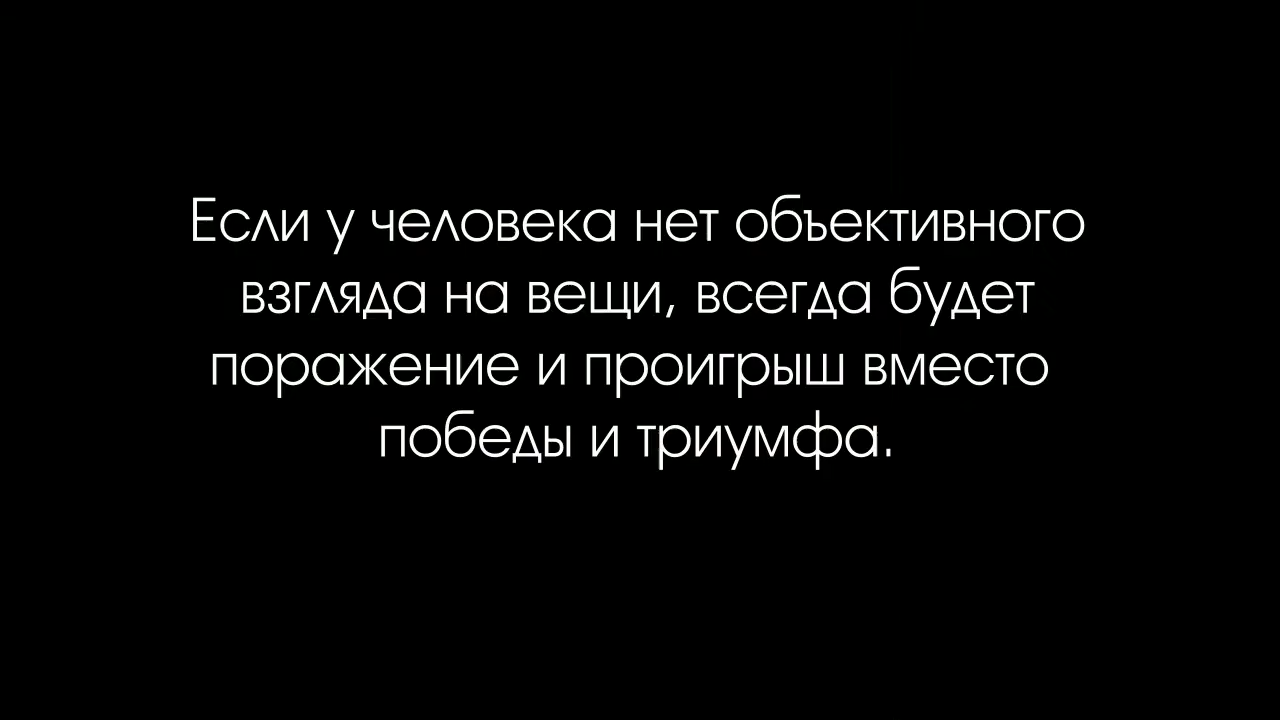 Если у человека нет объективного
взгляда на вещи, всегда будет
поражение и проигрыш вместо
победы и триумфа.